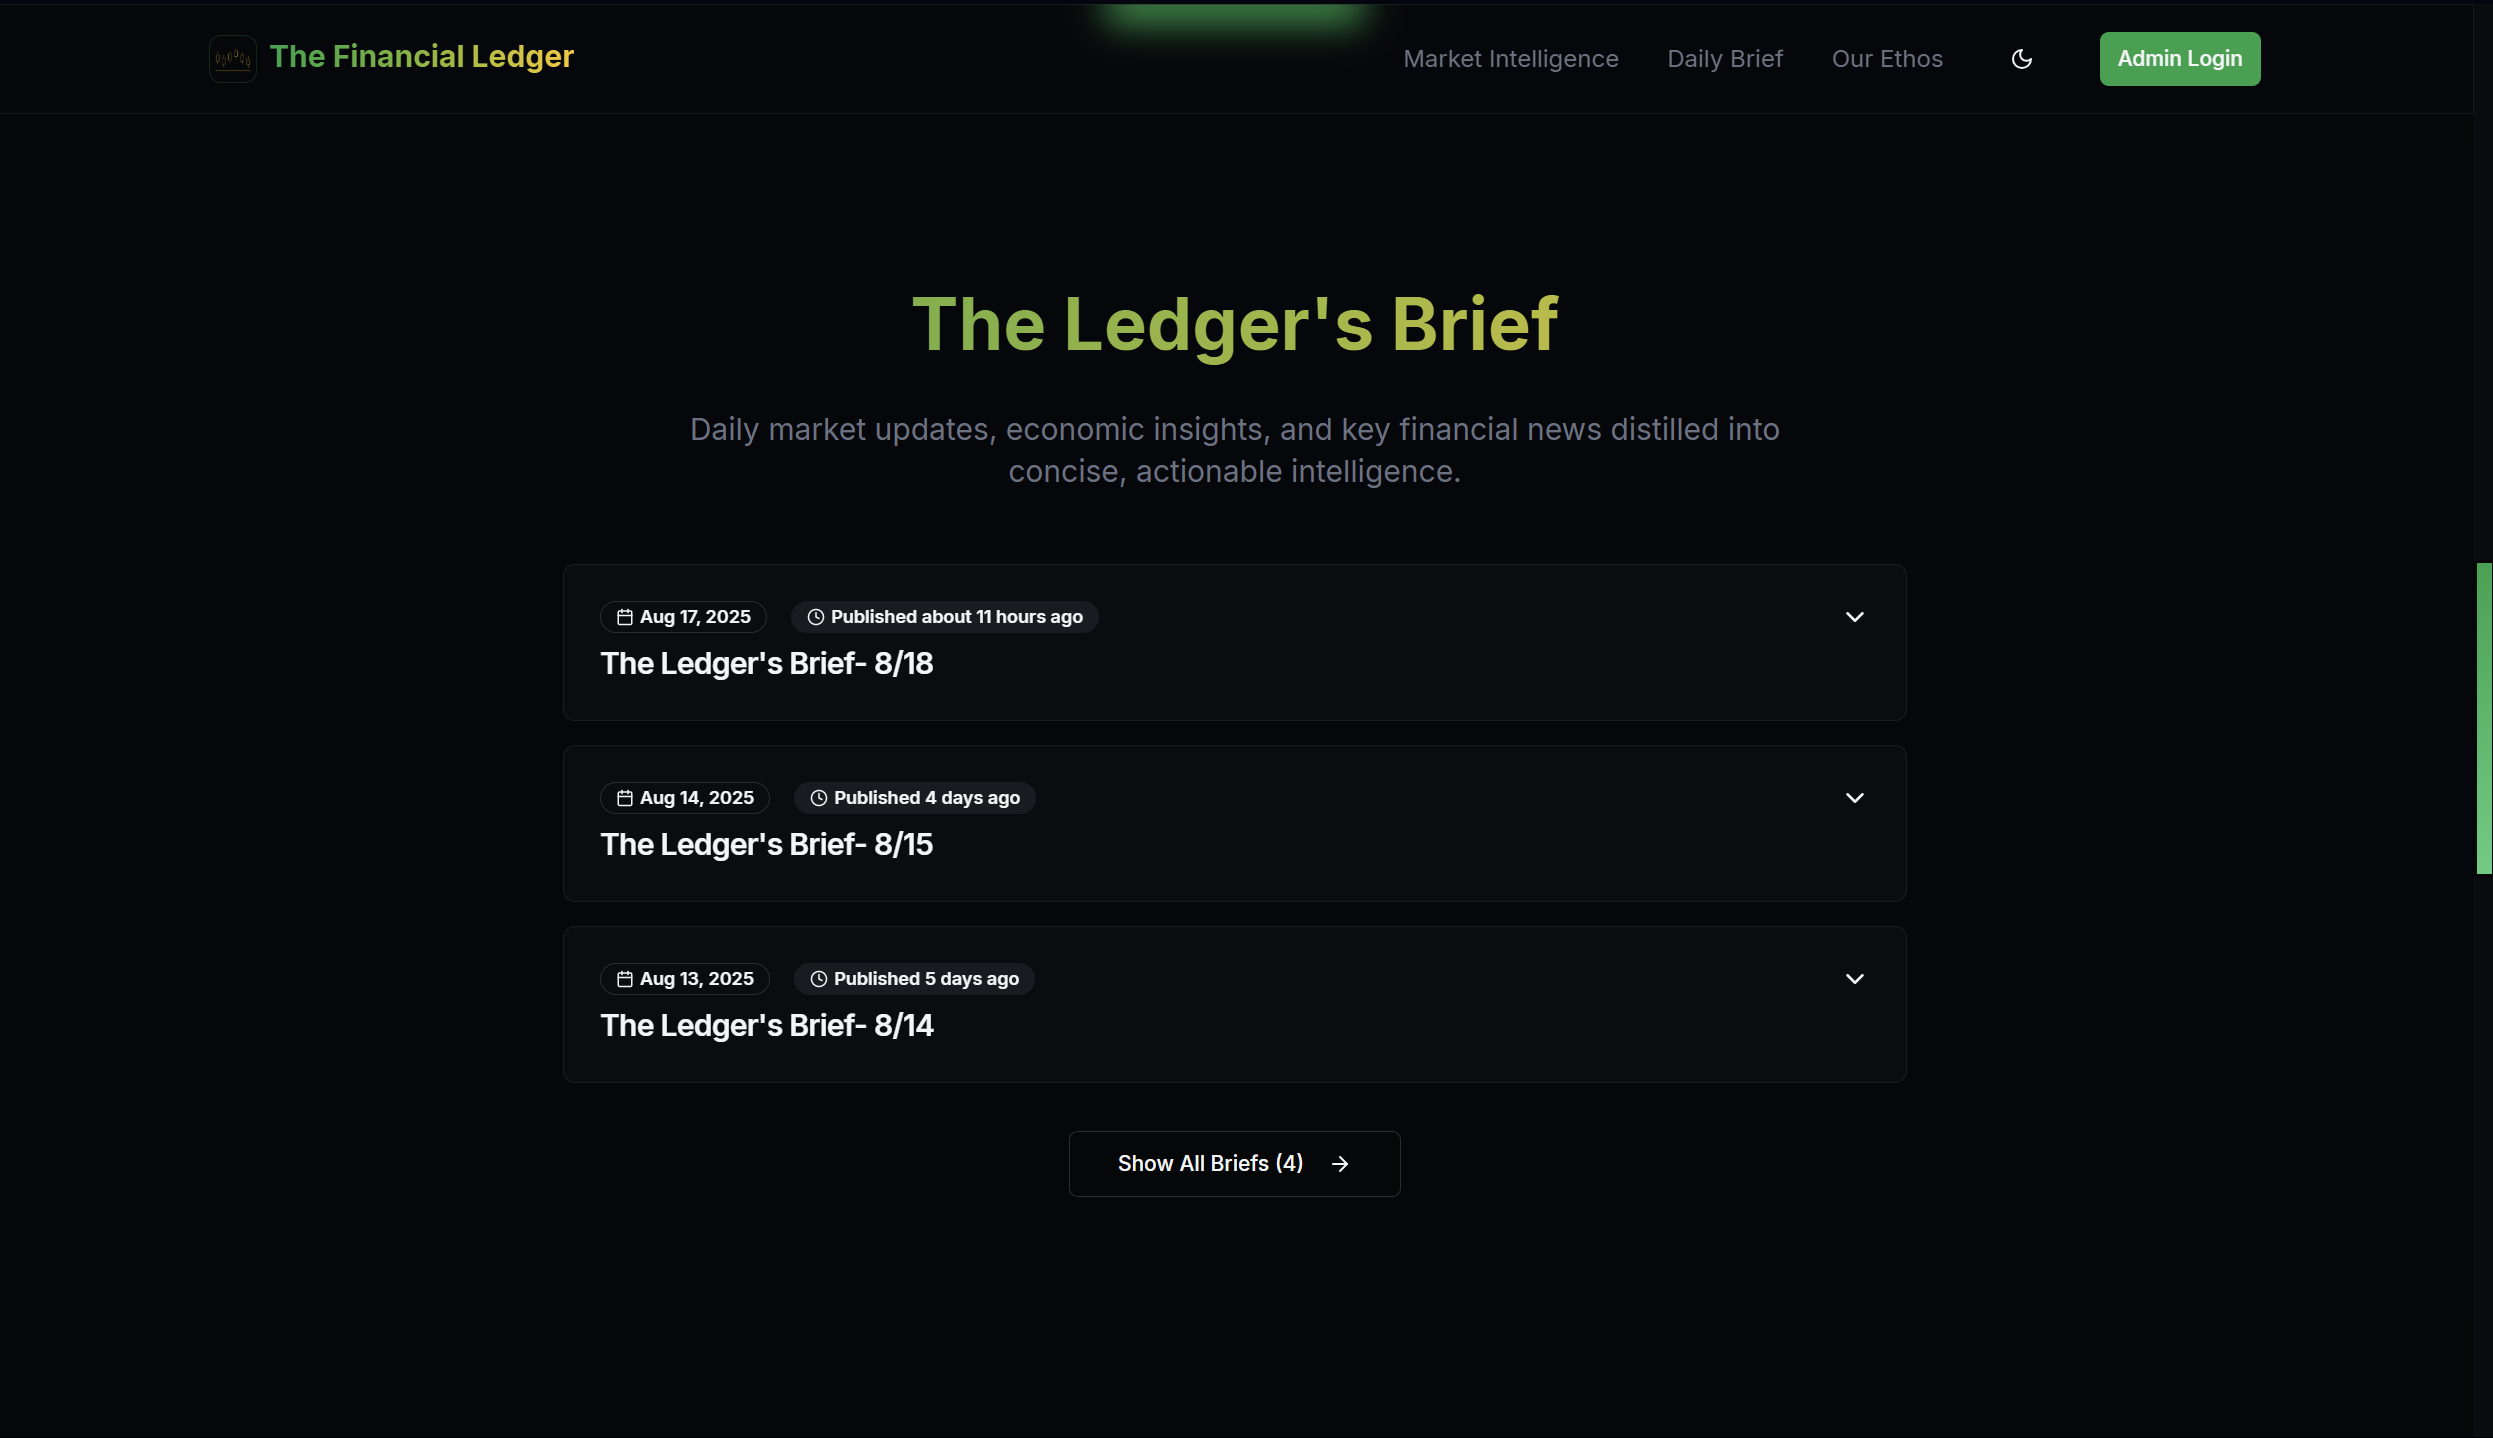 The Financial Ledger
Market Intelligence
Daily Brief
Our Ethos
Admin Login
The Ledger's Brief
Daily market updates, economic insights, and key financial news distilled into
concise, actionable intelligence.
Aug 17, 2025
Published about 11 hours ago
The Ledger's Brief- 8/18
Aug 14, 2025
Published 4 days ago
The Ledger's Brief- 8/15
Aug 13, 2025
Published 5 days ago
The Ledger's Brief- 8/14
Show All Briefs (4)